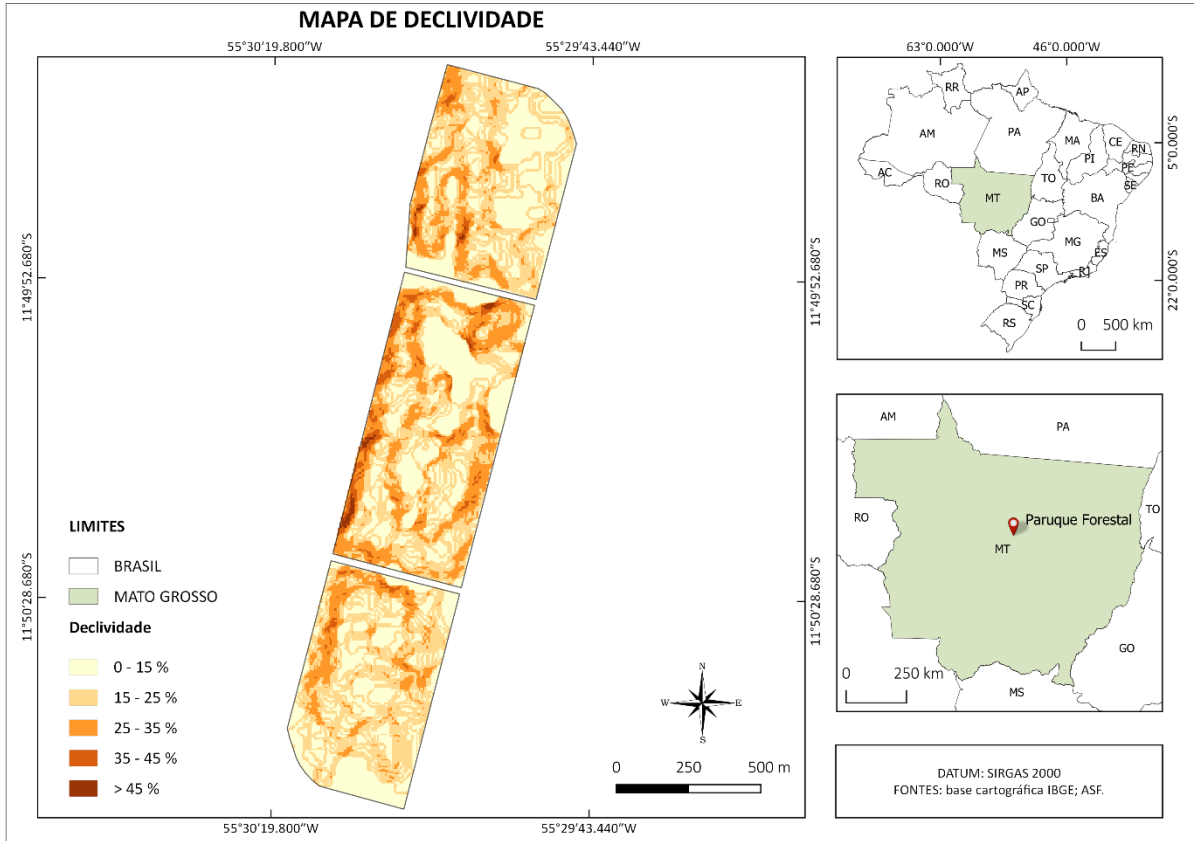 MAPA DE DECLIVIDADE
55°30'19.800"W
55°29'43.440"W
11°49'52.680"S
11°49'52.680"S
11°50'28.680"S
11°50'28.680"S
55°30'19.800"W
55°29'43.440"W
LIMITES
BRASIL
MATO GROSSO
Declividade
0 - 15 %
15 - 25 %
25 - 35 %
35 - 45 %
> 45 %
N
W
E
S
0 250 500 m
63°0.000"W
46°0.000"W
5°0.000"S
22°0.000"S
RR
AP
AM
PA
MA
CE
RN
PI
PE
AC
RO
TO
SE
MT
BA
GO
MG
MS
ES
SP
RJ
PR
SC
RS
0 500 km
AM
PA
RO
TO
Paruque Forestal
MT
GO
0 250 km
MS
DATUM: SIRGAS 2000
FONTES: base cartográfica IBGE; ASF.